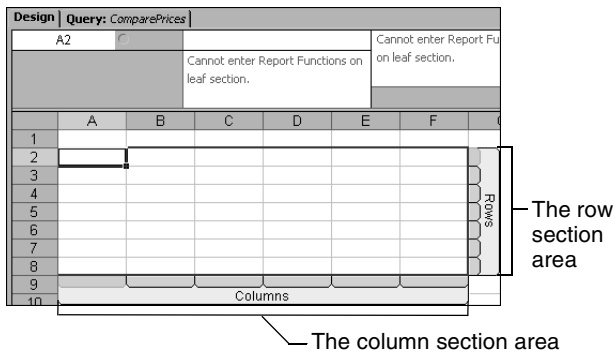 Design Query: ComparePrices
A2
Cannot enter Report Functions on
leaf section.
Cannot enter Report Fu
on leaf section.
A B C D E F
1
2
3
4
5
6
7
8
9
10
Rows
Columns
The row
section
area
The column section area